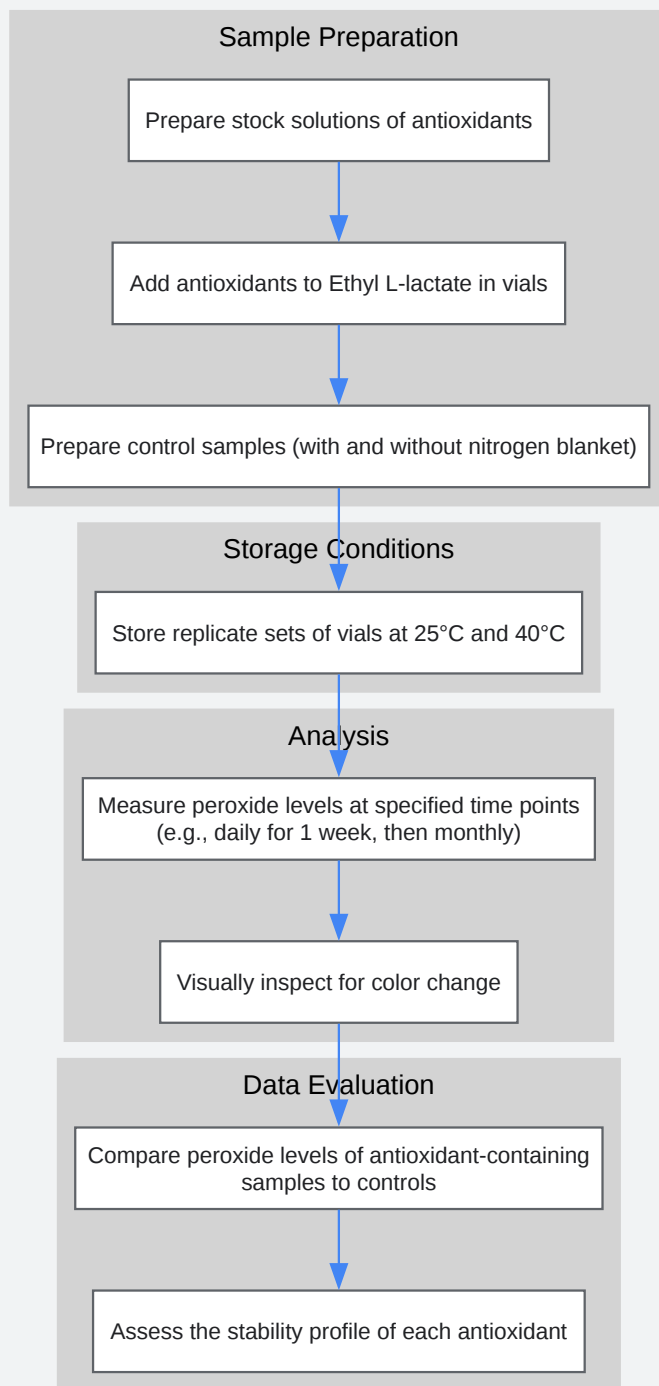 Sample Preparation
Prepare stock solutions of antioxidants
Add antioxidants to Ethyl L-lactate in vials
Prepare control samples (with and without nitrogen blanket)
Storage Conditions
Store replicate sets of vials at 25°C and 40°C
Analysis
Measure peroxide levels at specified time points
(e.g., daily for 1 week, then monthly)
Visually inspect for color change
Data Evaluation
Compare peroxide levels of antioxidant-containing
samples to controls
Assess the stability profile of each antioxidant